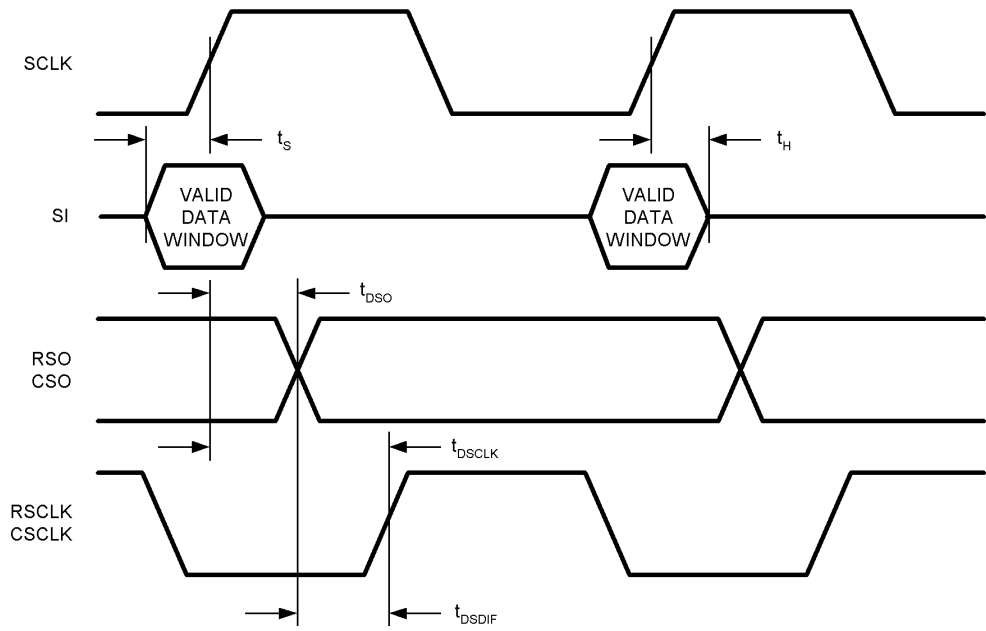 SCLK
tS
tH
SI
VALID
DATA
WINDOW
VALID
DATA
WINDOW
tDSO
RSO
CSO
tDSCLK
RSCLK
CSCLK
tDSDIF